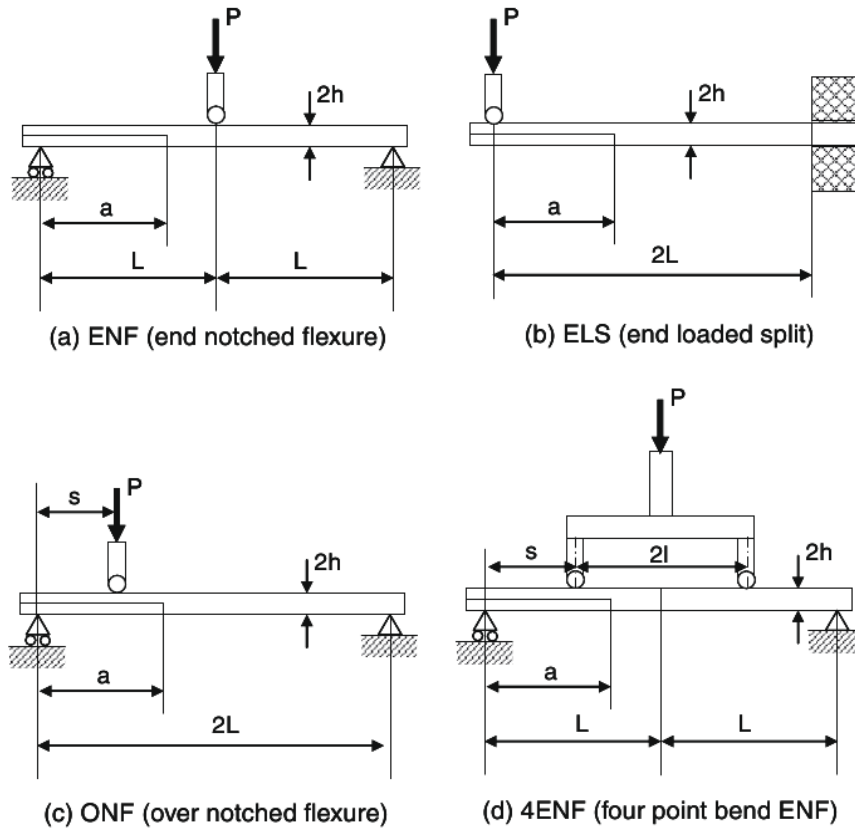 P
2h
a
L
L
(a) ENF (end notched flexure)
P
2h
a
2L
(b) ELS (end loaded split)
P
s
2h
a
2L
(c) ONF (over notched flexure)
P
s
2l
2h
a
L
L
(d) 4ENF (four point bend ENF)